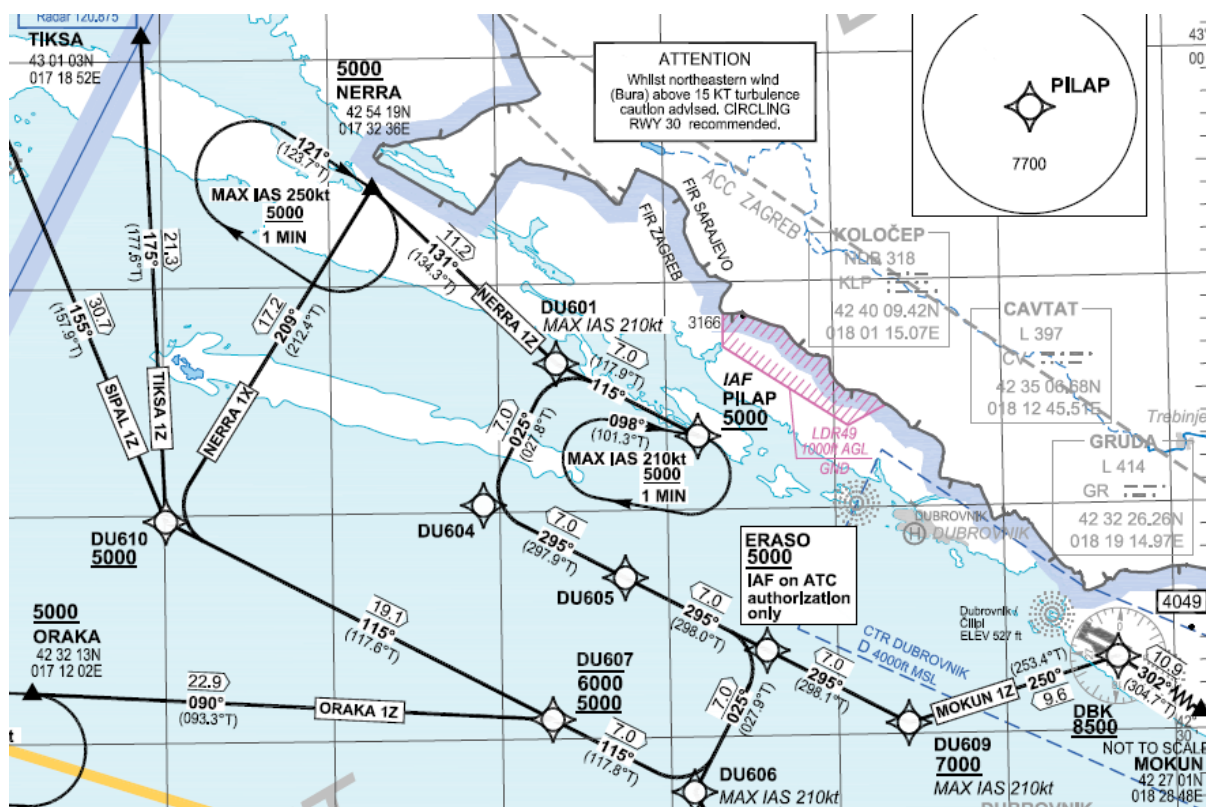 Radar 120.875
TIKSA
43 01 03N
017 18 52E
5000
NERRA
42 54 19N
017 32 36E
ATTENTION
Whilst northeastern wind
(Bura) above 15 KT turbulence
caution advised. CIRCLING
RWY 30 recommended.
PILAP
7700
43°
00
121°
(123.7°T)
MAX IAS 250kt
5000
1 MIN
FIR SARAJEVO
FIR ZAGREB
ACC ZAGREB
KOLOČEP
NDB 318
KLP
42 40 09.42N
018 01 15.07E
CAVTAT
L 397
CV
42 35 06.68N
018 12 45.51E
Trebinje
GRUDA
L 414
GR
42 32 26.26N
018 19 14.97E
21.3
175°
(177.6°T)
TIKSA 1Z
30.7
155°
(157.9°T)
SIPAL 1Z
17.2
209°
(212.4°T)
NERRA 1X
11.2
131°
(134.3°T)
NERRA 1Z
DU601
MAX IAS 210kt
3166
7.0
(117.9°T)
115°
IAF
PILAP
5000
098°
(101.3°T)
MAX IAS 210kt
5000
1 MIN
LDR49
1000ft AGL
GND
7.0
025°
(027.8°T)
DU604
DU610
5000
7.0
295°
(297.9°T)
DU605
ERASO
5000
IAF on ATC
authorization
only
DUBROVNIK
H
DUBROVNIK
Dubrovnik /
Čilipi
ELEV 527 ft
4049
5000
ORAKA
42 32 13N
017 12 02E
19.1
115°
(117.6°T)
7.0
295°
(298.0°T)
CTR DUBROVNIK
D 4000ft MSL
22.9
090°
(093.3°T)
ORAKA 1Z
DU607
6000
5000
7.0
025°
(027.9°T)
7.0
295°
(298.1°T)
MOKUN 1Z
(253.4°T)
250°
9.6
10.9
302°
(304.7°T)
DBK
8500
42°
30
7.0
115°
(117.8°T)
DU606
MAX IAS 210kt
DU609
7000
MAX IAS 210kt
NOT TO SCALE
MOKUN
42 27 01N
018 28 48E
DUBROVNIK